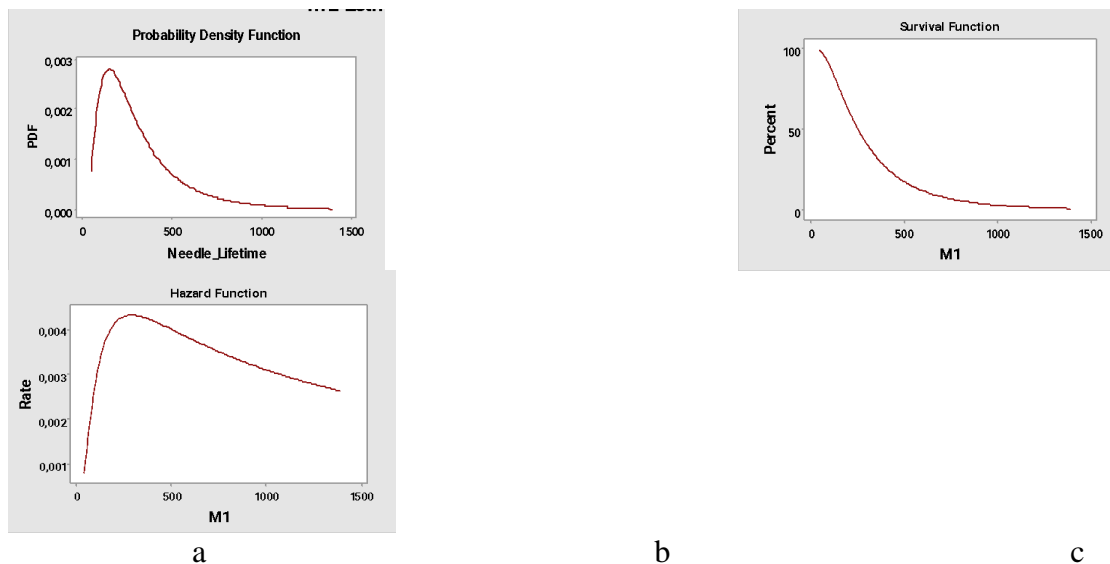 Probability Density Function
0,003
0,002
0,001
0,000
PDF
0 500 1000 1500
Needle_Lifetime
Survival Function
100
50
0
Percent
0 500 1000 1500
M1
Hazard Function
0,004
0,003
0,002
0,001
Rate
0 500 1000 1500
M1
a b c